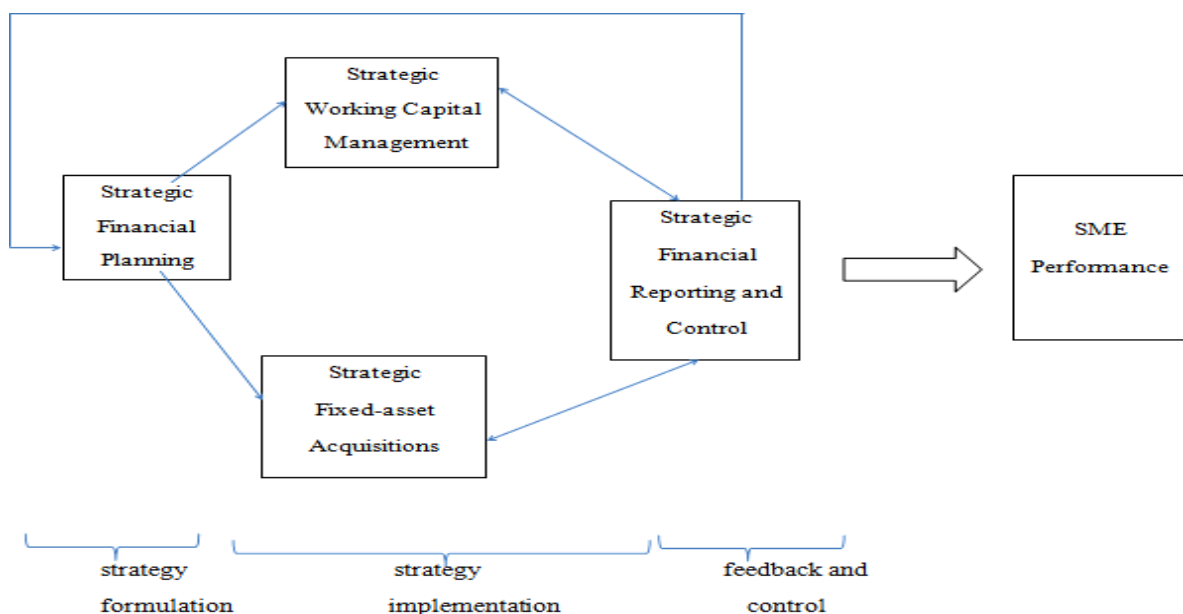 Strategic
Working Capital
Management
Strategic
Financial
Planning
Strategic
Financial
Reporting and
Control
SME
Performance
Strategic
Fixed-asset
Acquisitions
strategy
formulation
strategy
implementation
feedback and
control